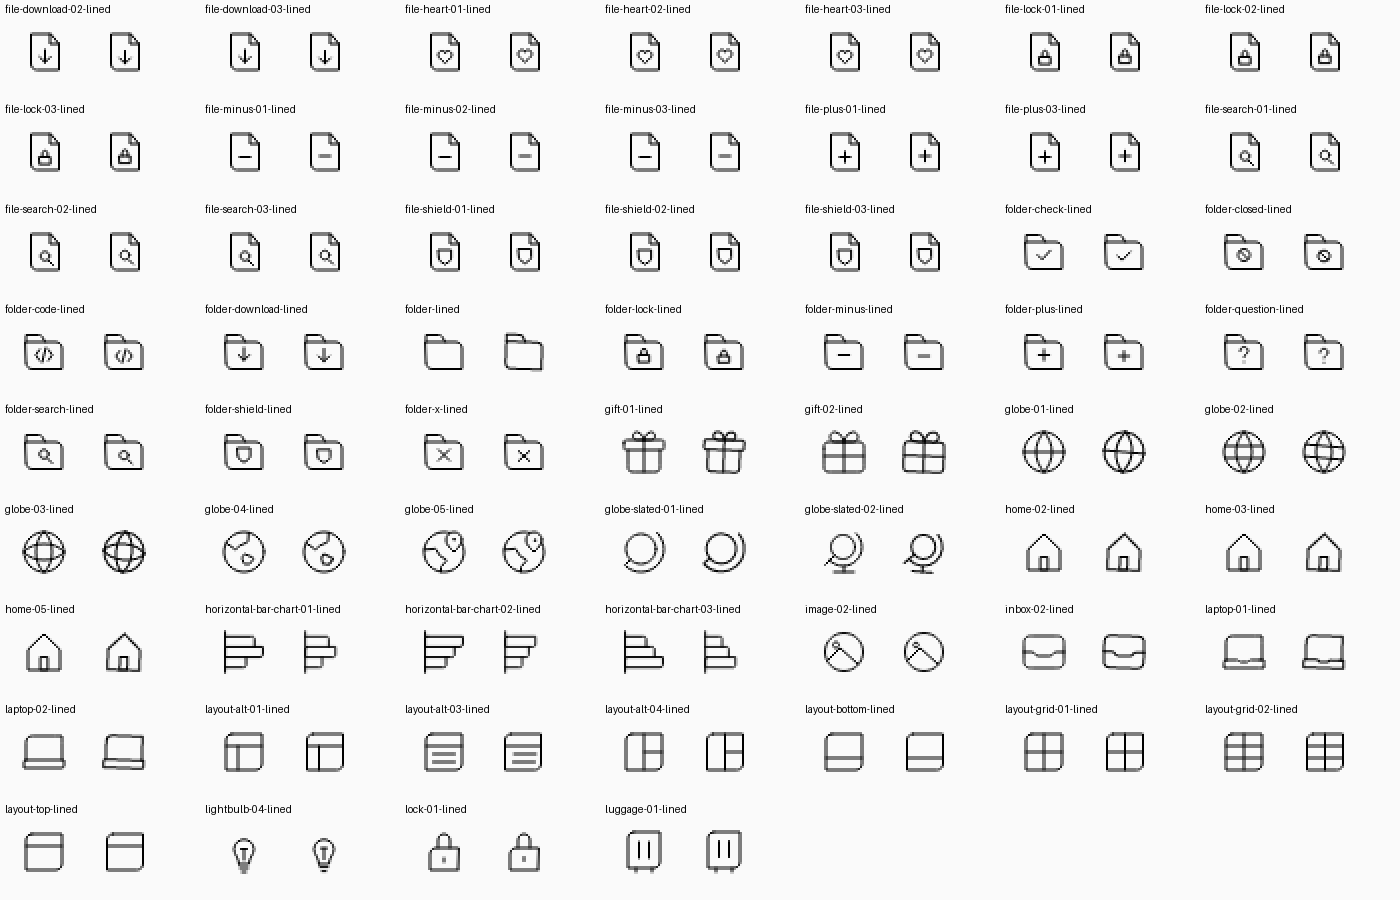 file-download-02-lined
file-download-03-lined
file-heart-01-lined
file-heart-02-lined
file-heart-03-lined
file-lock-01-lined
file-lock-02-lined
file-lock-03-lined
file-minus-01-lined
file-minus-02-lined
file-minus-03-lined
file-plus-01-lined
file-plus-03-lined
file-search-01-lined
file-search-02-lined
file-search-03-lined
file-shield-01-lined
file-shield-02-lined
file-shield-03-lined
folder-check-lined
folder-closed-lined
folder-code-lined
folder-download-lined
folder-lined
folder-lock-lined
folder-minus-lined
folder-plus-lined
folder-question-lined
folder-search-lined
folder-shield-lined
folder-x-lined
gift-01-lined
gift-02-lined
globe-01-lined
globe-02-lined
globe-03-lined
globe-04-lined
globe-05-lined
globe-slated-01-lined
globe-slated-02-lined
home-02-lined
home-03-lined
home-05-lined
horizontal-bar-chart-01-lined
horizontal-bar-chart-02-lined
horizontal-bar-chart-03-lined
image-02-lined
inbox-02-lined
laptop-01-lined
laptop-02-lined
layout-alt-01-lined
layout-alt-03-lined
layout-alt-04-lined
layout-bottom-lined
layout-grid-01-lined
layout-grid-02-lined
layout-top-lined
lightbulb-04-lined
lock-01-lined
luggage-01-lined